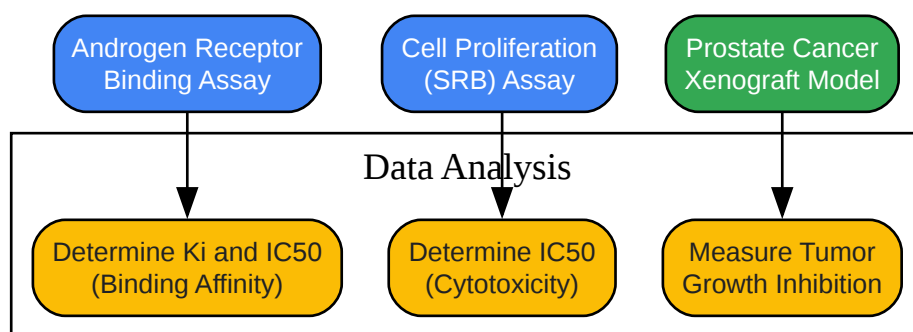 Androgen Receptor
Binding Assay
Cell Proliferation
(SRB) Assay
Prostate Cancer
Xenograft Model
Data Analysis
Determine Ki and IC50
(Binding Affinity)
Determine IC50
(Cytotoxicity)
Measure Tumor
Growth Inhibition